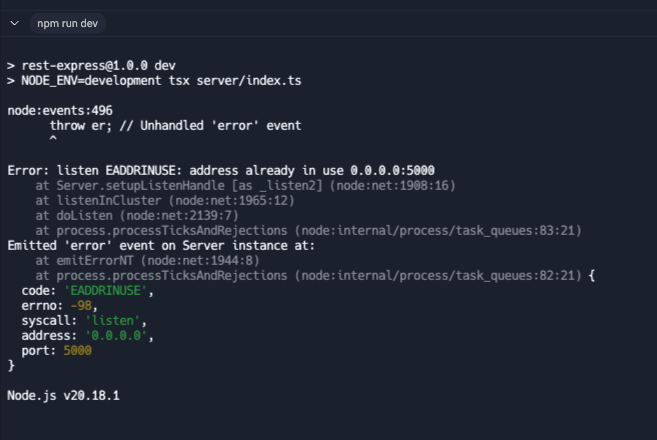 npm run dev
> rest-express@1.0.0 dev
> NODE_ENV=development tsx server/index.ts
node:events:496
      throw er; // Unhandled 'error' event
      ^
Error: listen EADDRINUSE: address already in use 0.0.0.0:5000
    at Server.setupListenHandle [as _listen2] (node:net:1908:16)
    at listenInCluster (node:net:1965:12)
    at doListen (node:net:2139:7)
    at process.processTicksAndRejections (node:internal/process/task_queues:83:21)
Emitted 'error' event on Server instance at:
    at emitErrorNT (node:net:1944:8)
    at process.processTicksAndRejections (node:internal/process/task_queues:82:21) {
  code: 'EADDRINUSE',
  errno: -98,
  syscall: 'listen',
  address: '0.0.0.0',
  port: 5000
}
Node.js v20.18.1